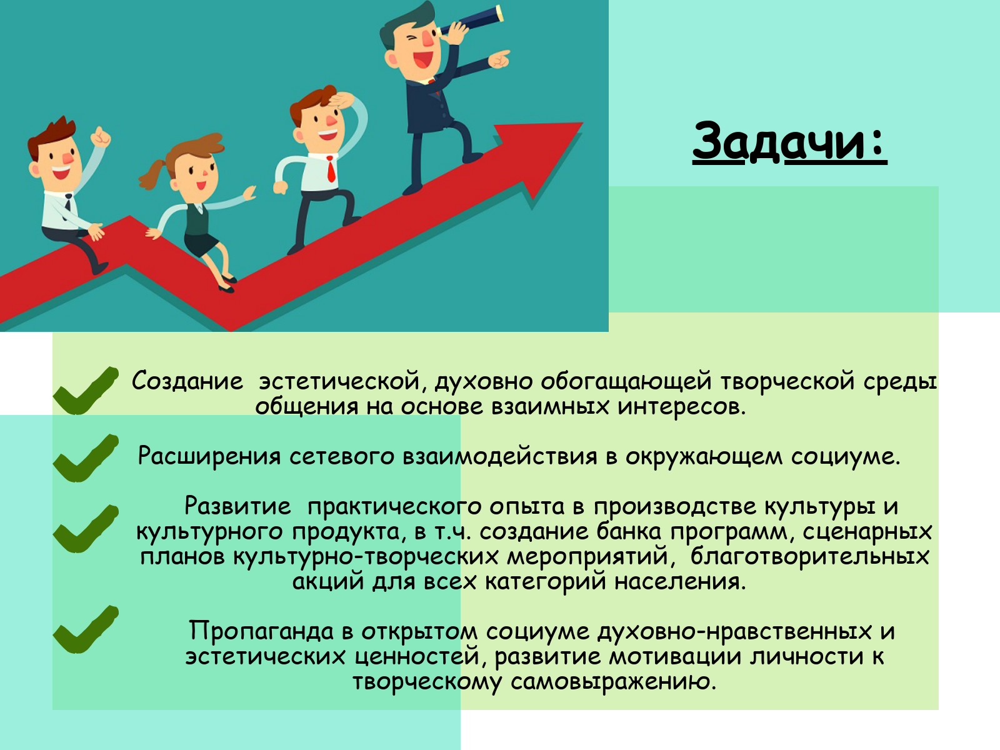 Задачи:
Создание эстетической, духовно обогащающей творческой среды
общения на основе взаимных интересов.
Расширения сетевого взаимодействия в окружающем социуме.
Развитие практического опыта в производстве культуры и
культурного продукта, в т.ч. создание банка программ, сценарных
планов культурно-творческих мероприятий, благотворительных
акций для всех категорий населения.
Пропаганда в открытом социуме духовно-нравственных и
эстетических ценностей, развитие мотивации личности к
творческому самовыражению.